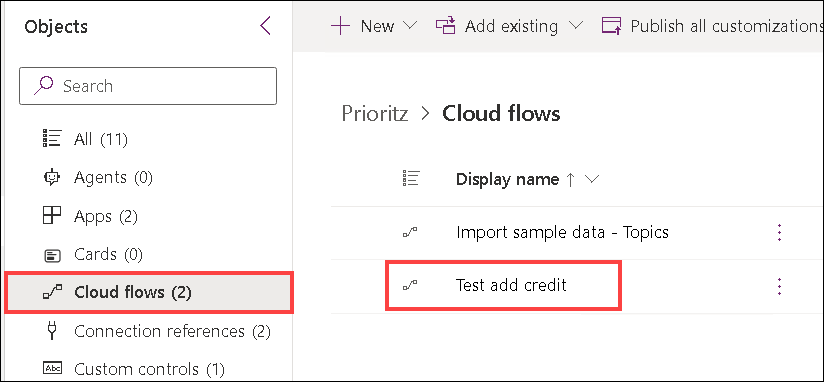 Objects
Search
All (11)
Agents (0)
Apps (2)
Cards (0)
Cloud flows (2)
Connection references (2)
Abc
Custom controls (1)
New
Add existing
Publish all customizations
Prioritz > Cloud flows
Display name ↑
Import sample data - Topics
Test add credit